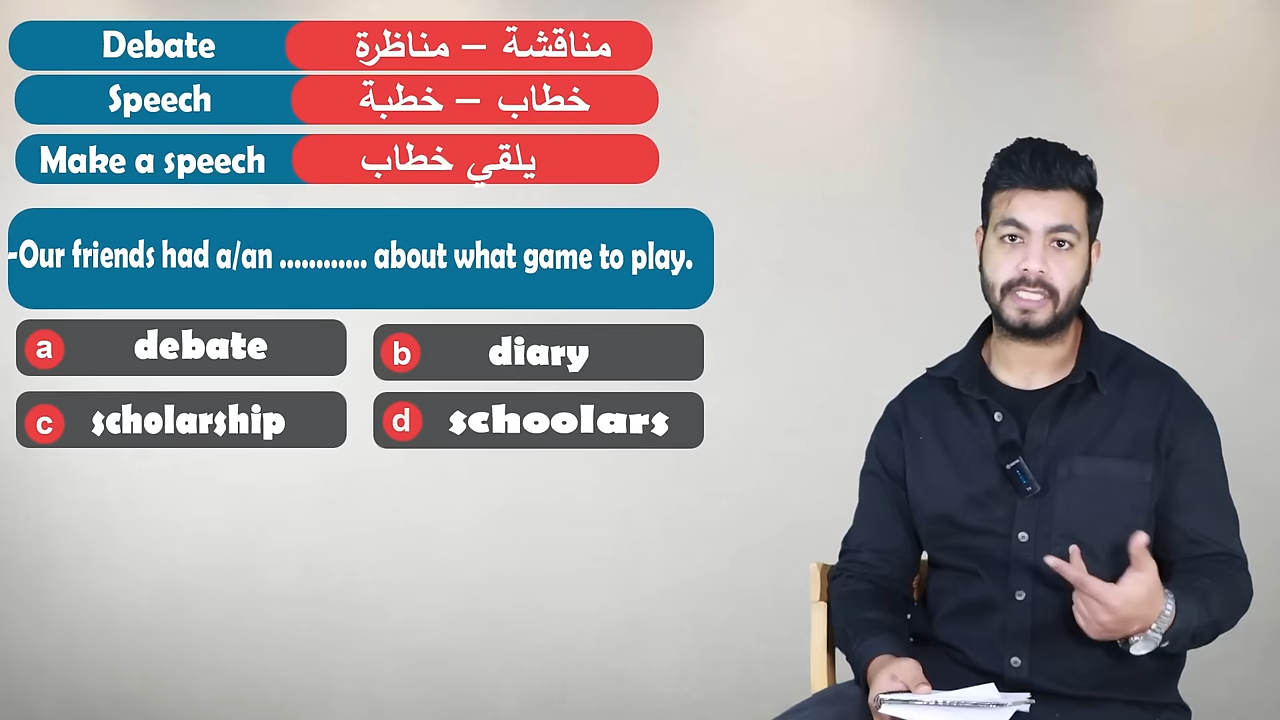 Debate مناقشة – مناظرة
Speech خطاب – خطبة
Make a speech يلقي خطاب
-Our friends had a/an ............ about what game to play.
a debate
b diary
c scholarship
d schoolars